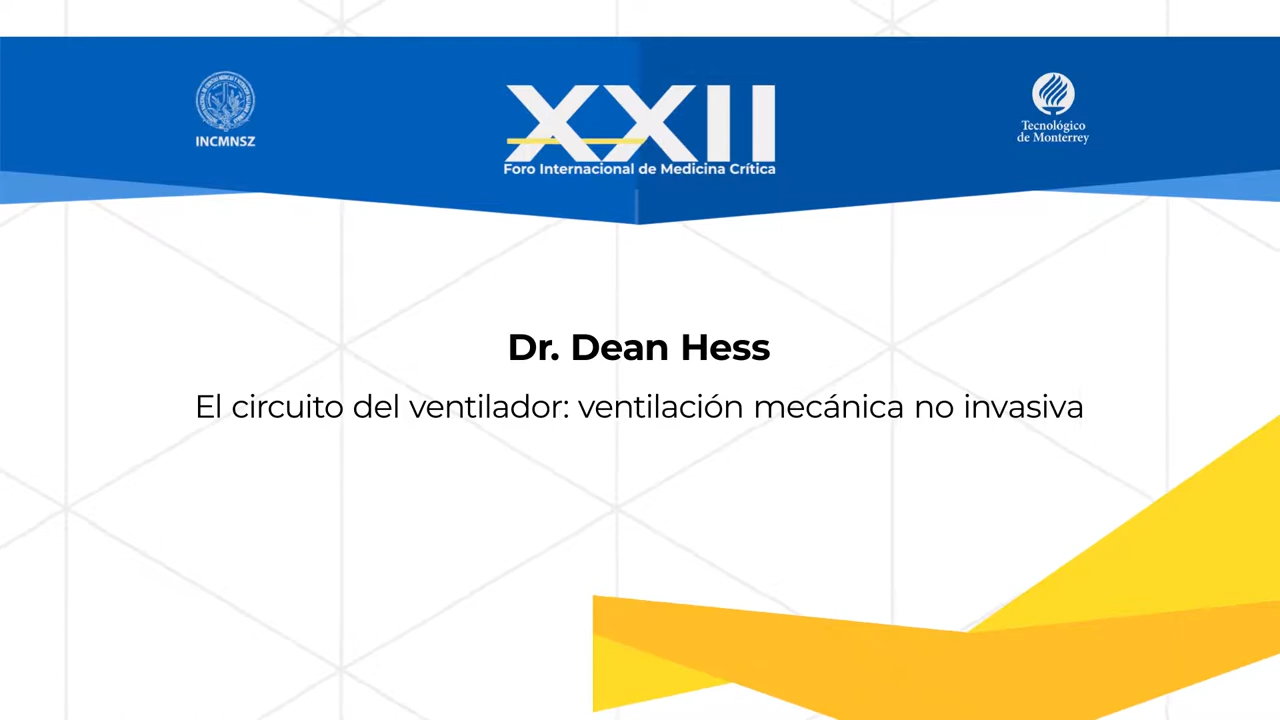 INCMNSZ
XXII
Foro Internacional de Medicina Crítica
Tecnológico
de Monterrey
Dr. Dean Hess
El circuito del ventilador: ventilación mecánica no invasiva